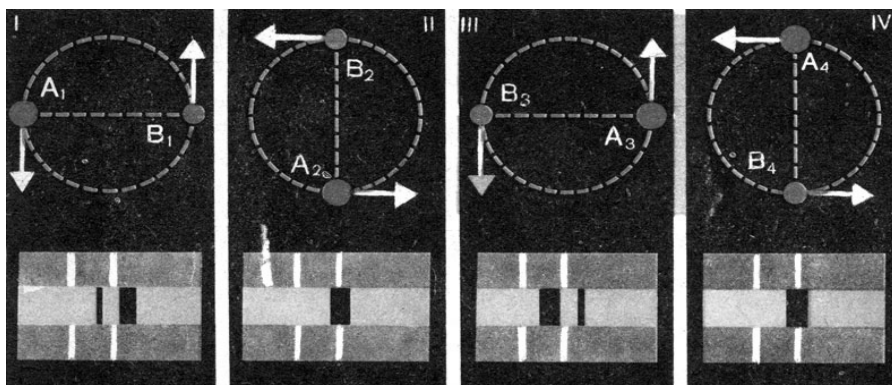 I
A₁
B₁
II
B₂
A₂
III
B₃
A₃
IV
A₄
B₄